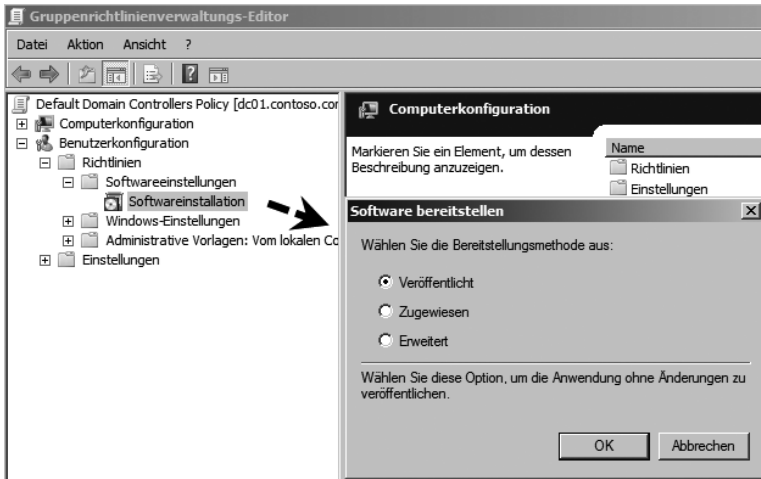 Gruppenrichtlinienverwaltungs-Editor
Datei Aktion Ansicht ?
Default Domain Controllers Policy [dc01.contoso.cor
Computerkonfiguration
Benutzerkonfiguration
Richtlinien
Softwareeinstellungen
Softwareinstallation
Windows-Einstellungen
Administrative Vorlagen: Vom lokalen Co
Einstellungen
Computerkonfiguration
Markieren Sie ein Element, um dessen
Beschreibung anzuzeigen.
Name
Richtlinien
Einstellungen
Software bereitstellen
Wählen Sie die Bereitstellungsmethode aus:
Veröffentlicht
Zugewiesen
Erweitert
Wählen Sie diese Option, um die Anwendung ohne Änderungen zu
veröffentlichen.
OK Abbrechen